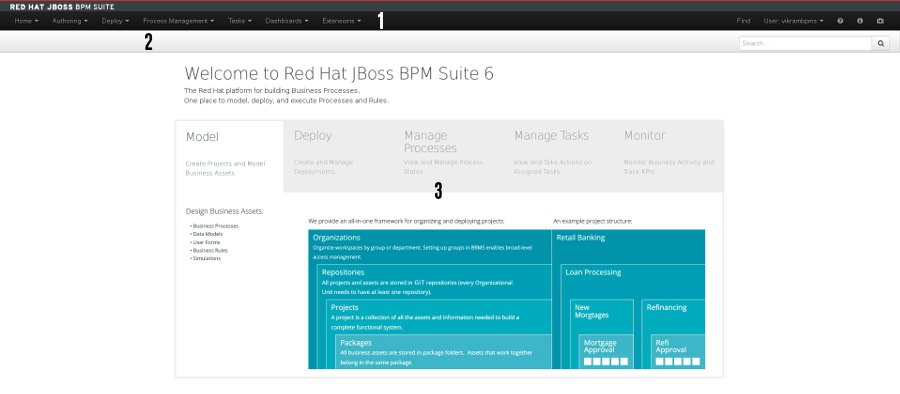 RED HAT JBOSS BPM SUITE
Home Authoring Deploy Process Management Tasks Dashboards Extensions 1 Find User: vikrambpms
2 Search...
Welcome to Red Hat JBoss BPM Suite 6
The Red Hat platform for building Business Processes.
One place to model, deploy, and execute Processes and Rules.
Model
Create Projects and Model
Business Assets.
Deploy
Create and Manage
Deployments
Manage
Processes
View and Manage Process
States
Manage Tasks
View and Take Actions on
Assigned Tasks
Monitor
Monitor Business Activity and
Track KPIs
3
Design Business Assets:
• Business Processes
• Data Models
• User Forms
• Business Rules
• Simulations
We provide an all-in-one framework for organizing and deploying projects:
Organizations
Organize workspaces by group or department. Setting up groups in BRMS enables broad-level
access management.
Repositories
All projects and assets are stored in GIT repositories (every Organizational
Unit needs to have at least one repository).
Projects
A project is a collection of all the assets and information needed to build a
complete functional system.
Packages
All business assets are stored in package folders. Assets that work together
belong in the same package.
An example project structure:
Retail Banking
Loan Processing
New
Morgtages
Mortgage
Approval
Refinancing
Refi
Approval